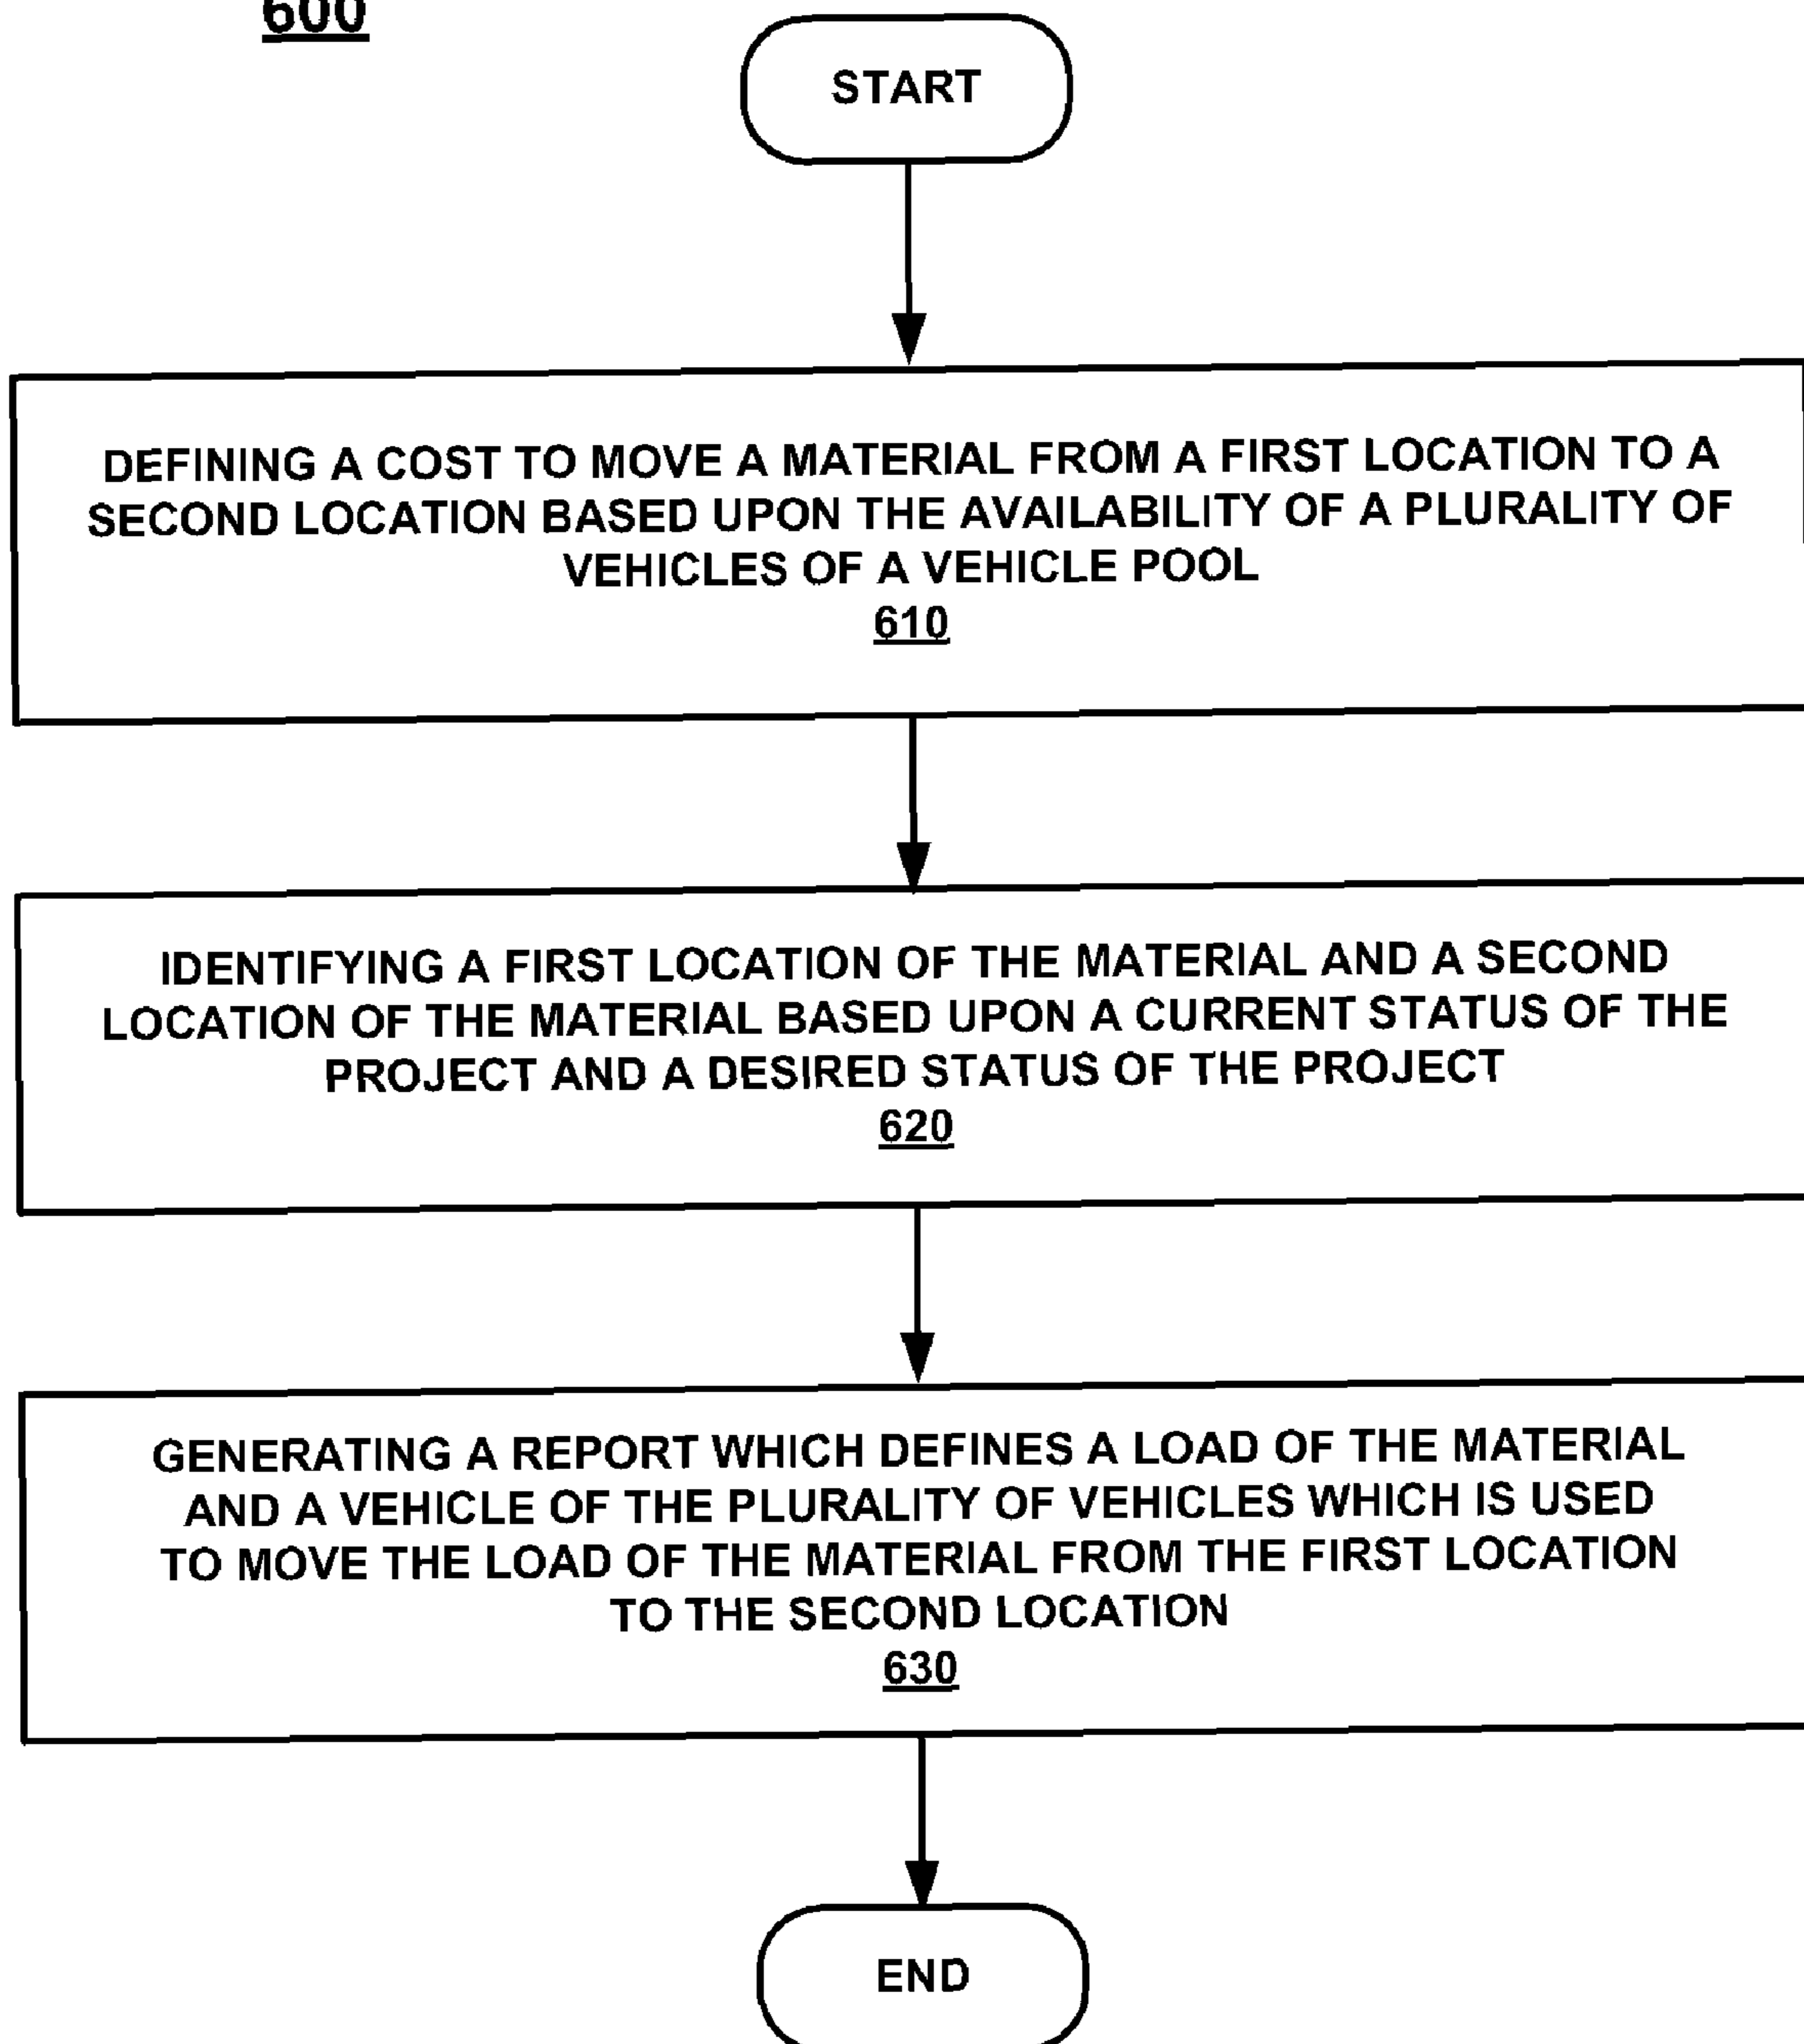 600
START
DEFINING A COST TO MOVE A MATERIAL FROM A FIRST LOCATION TO A
SECOND LOCATION BASED UPON THE AVAILABILITY OF A PLURALITY OF
VEHICLES OF A VEHICLE POOL
610
IDENTIFYING A FIRST LOCATION OF THE MATERIAL AND A SECOND
LOCATION OF THE MATERIAL BASED UPON A CURRENT STATUS OF THE
PROJECT AND A DESIRED STATUS OF THE PROJECT
620
GENERATING A REPORT WHICH DEFINES A LOAD OF THE MATERIAL
AND A VEHICLE OF THE PLURALITY OF VEHICLES WHICH IS USED
TO MOVE THE LOAD OF THE MATERIAL FROM THE FIRST LOCATION
TO THE SECOND LOCATION
630
END